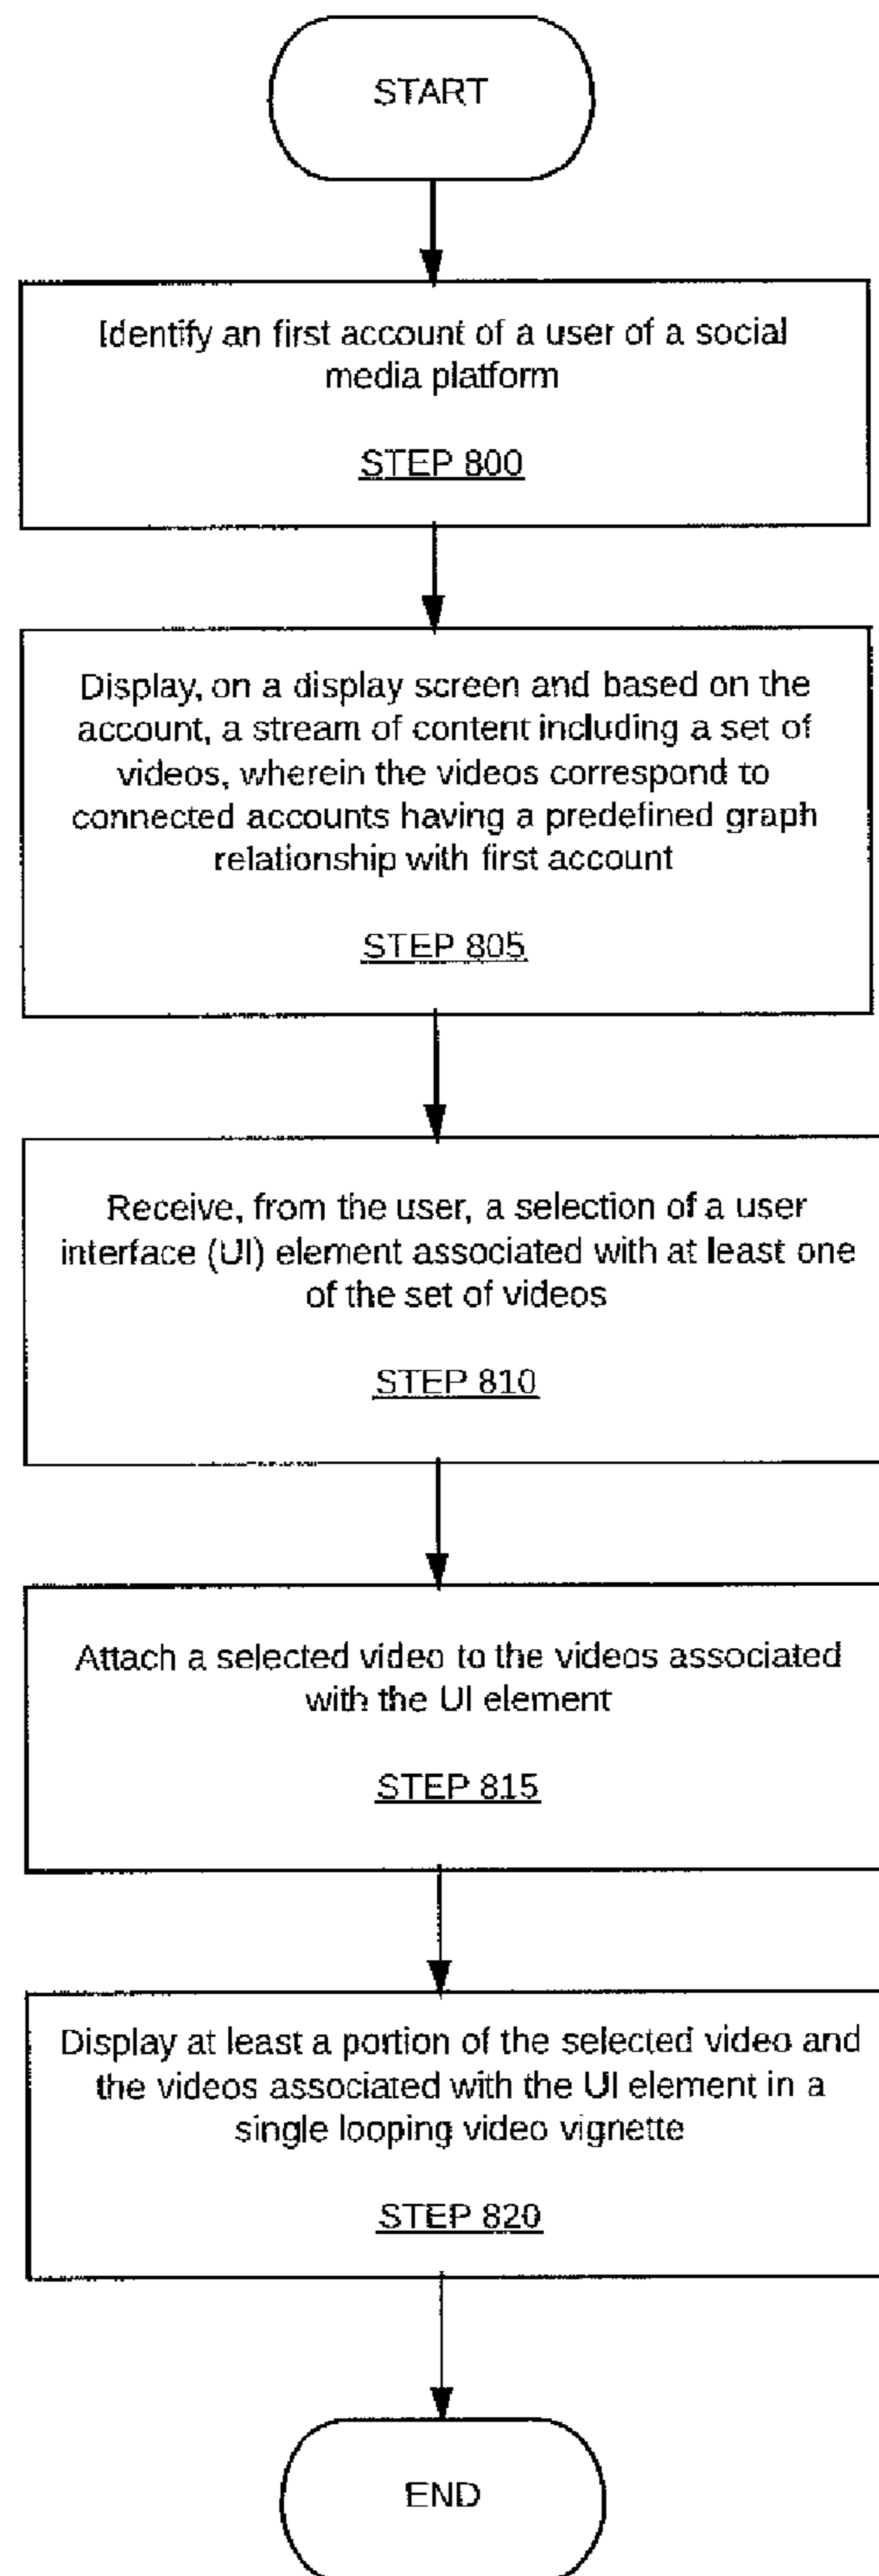 START
Identify an first account of a user of a social
media platform
STEP 800
Display, on a display screen and based on the
account, a stream of content including a set of
videos, wherein the videos correspond to
connected accounts having a predefined graph
relationship with first account
STEP 805
Receive, from the user, a selection of a user
interface (UI) element associated with at least one
of the set of videos
STEP 810
Attach a selected video to the videos associated
with the UI element
STEP 815
Display at least a portion of the selected video and
the videos associated with the UI element in a
single looping video vignette
STEP 820
END